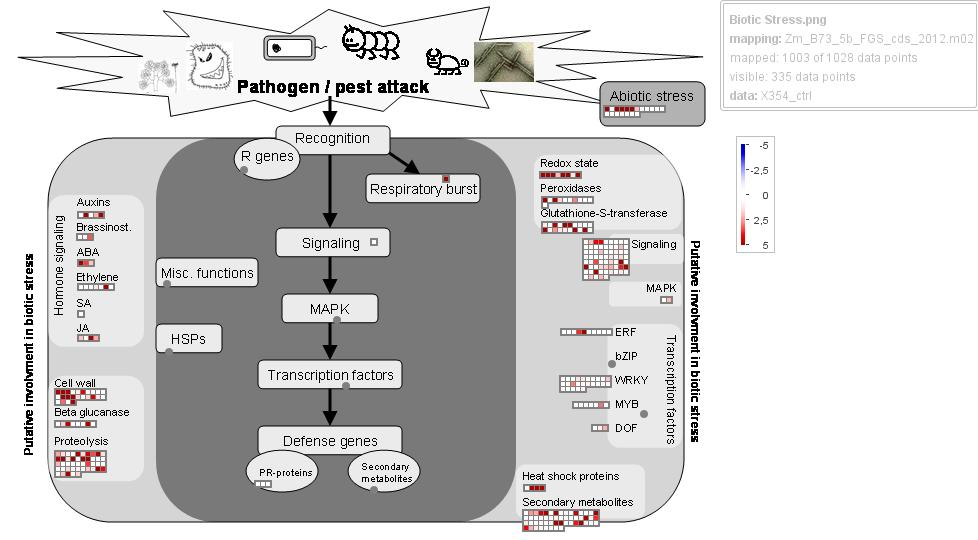 Biotic Stress.png
mapping: Zm_B73_5b_FGS_cds_2012.m02
mapped: 1003 of 1028 data points
visible: 335 data points
data: X354_ctrl
Pathogen / pest attack
Abiotic stress
Recognition
R genes
Respiratory burst
Signaling
Misc. functions
MAPK
HSPs
Transcription factors
Defense genes
PR-proteins
Secondary
metabolites
Putative involvment in biotic stress
Hormone signaling
Auxins
Brassinost.
ABA
Ethylene
SA
JA
Cell wall
Beta glucanase
Proteolysis
Redox state
Peroxidases
Glutathione-S-transferase
Signaling
MAPK
ERF
bZIP
WRKY
MYB
DOF
Transcription factors
Heat shock proteins
Secondary metabolites
Putative involvment in biotic stress
-5
-2,5
0
2,5
5